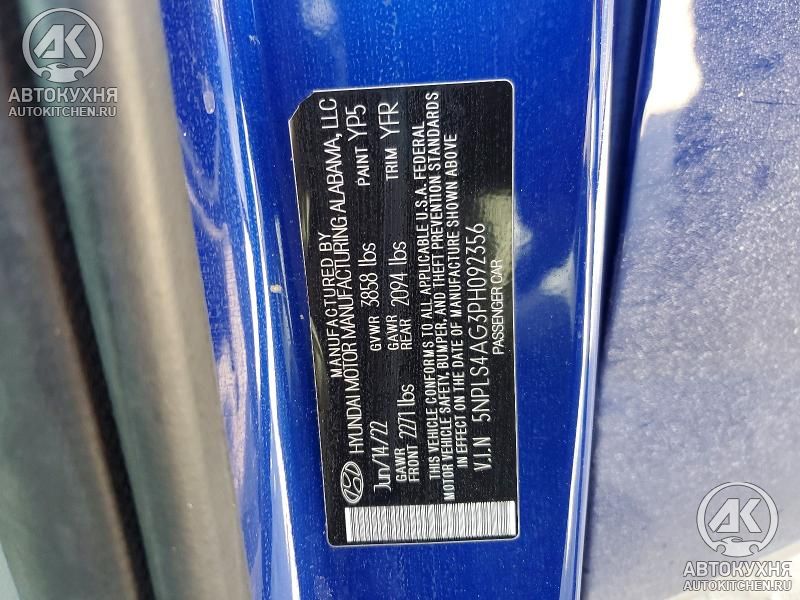 АК
АВТОКУХНЯ
AUTOKITCHEN.RU
MANUFACTURED BY
HYUNDAI MOTOR MANUFACTURING ALABAMA, LLC
Jun/14/22 GVWR 3858 lbs PAINT YP5
GAWR FRONT 2271 lbs GAWR REAR 2094 lbs TRIM YFR
THIS VEHICLE CONFORMS TO ALL APPLICABLE U.S.A. FEDERAL
MOTOR VEHICLE SAFETY, BUMPER, AND THEFT PREVENTION STANDARDS
IN EFFECT ON THE DATE OF MANUFACTURE SHOWN ABOVE
V.I.N 5NPLS4AG3PH092356
PASSENGER CAR
АК
АВТОКУХНЯ
AUTOKITCHEN.RU